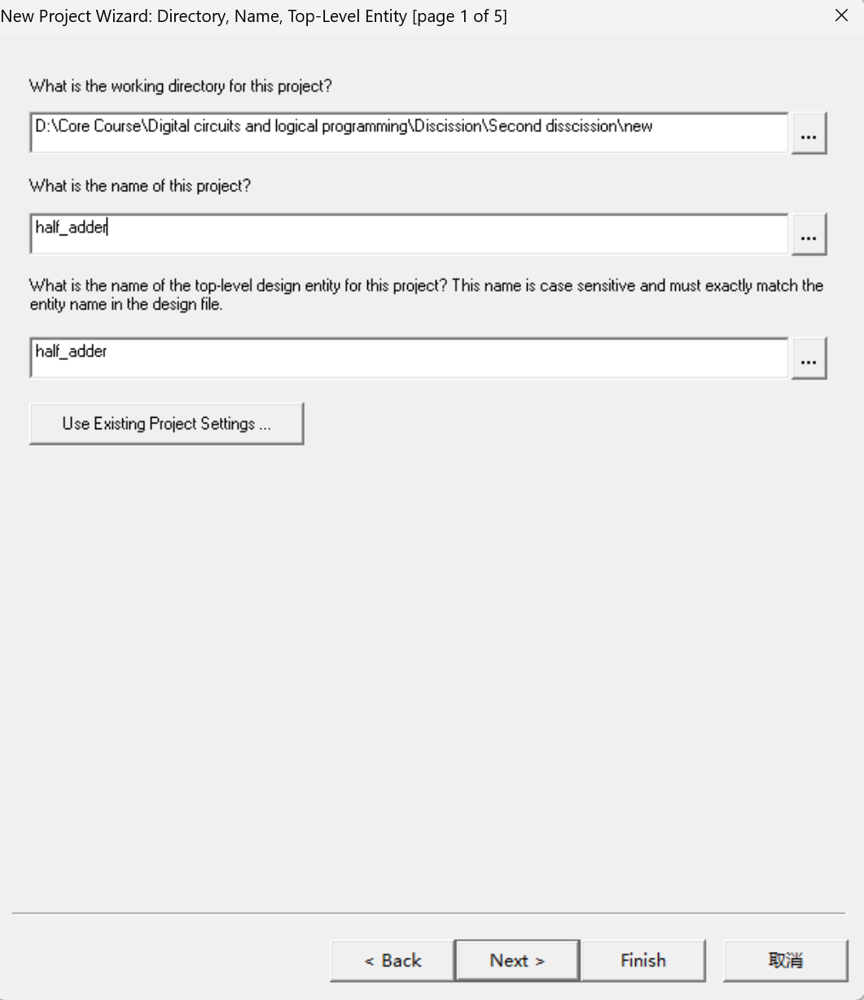 New Project Wizard: Directory, Name, Top-Level Entity [page 1 of 5]
What is the working directory for this project?
D:\Core Course\Digital circuits and logical programming\Discission\Second disscission\new
...
What is the name of this project?
half_adder
...
What is the name of the top-level design entity for this project? This name is case sensitive and must exactly match the
entity name in the design file.
half_adder
...
Use Existing Project Settings ...
< Back
Next >
Finish
取消